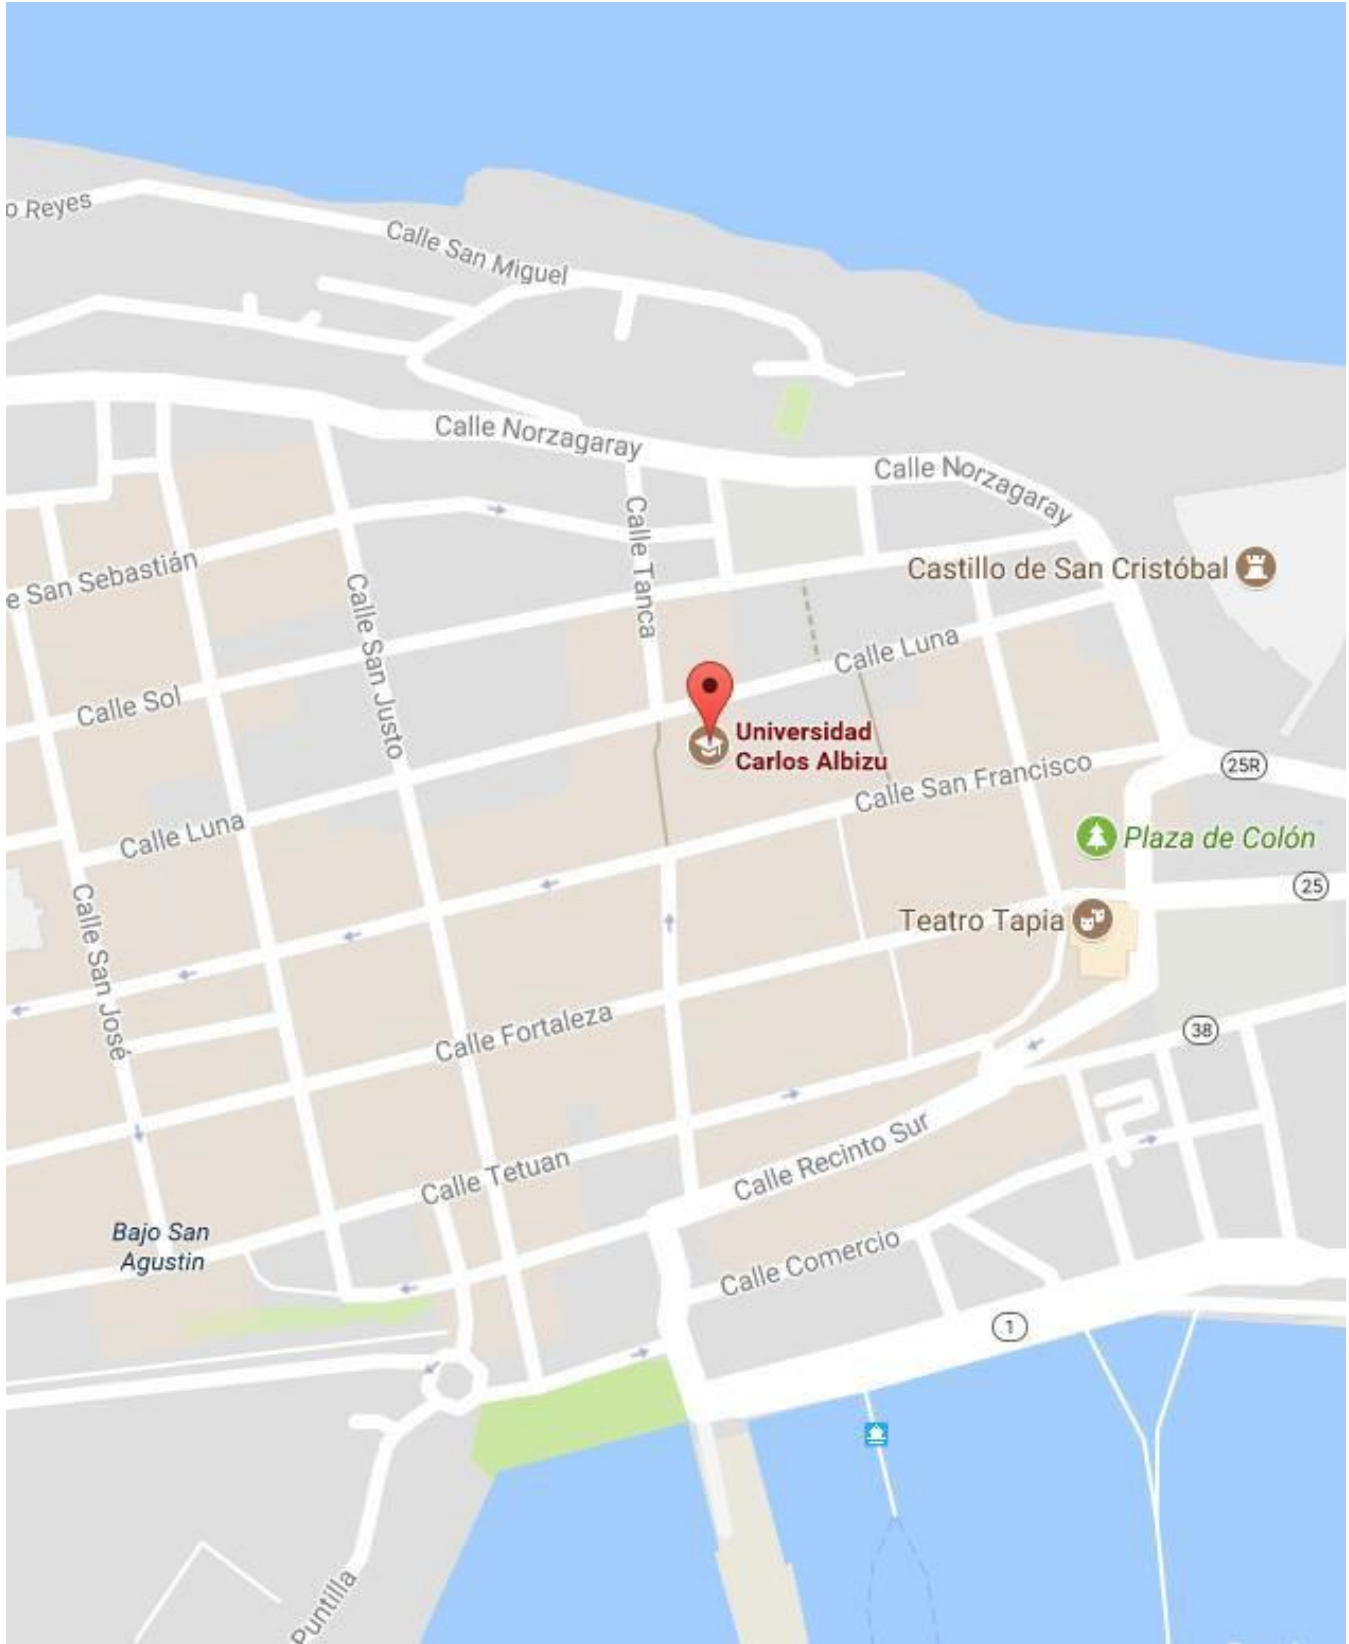 o Reyes
Calle San Miguel
Calle Norzagaray
Calle Norzagaray
Calle Tanca
Castillo de San Cristóbal
e San Sebastián
Calle San Justo
Calle Luna
Calle Sol
Universidad
Carlos Albizu
25R
Calle San Francisco
Calle Luna
Plaza de Colón
25
Calle San José
Teatro Tapia
38
Calle Fortaleza
Calle Tetuan
Calle Recinto Sur
Bajo San
Agustin
Calle Comercio
1
Puntilla